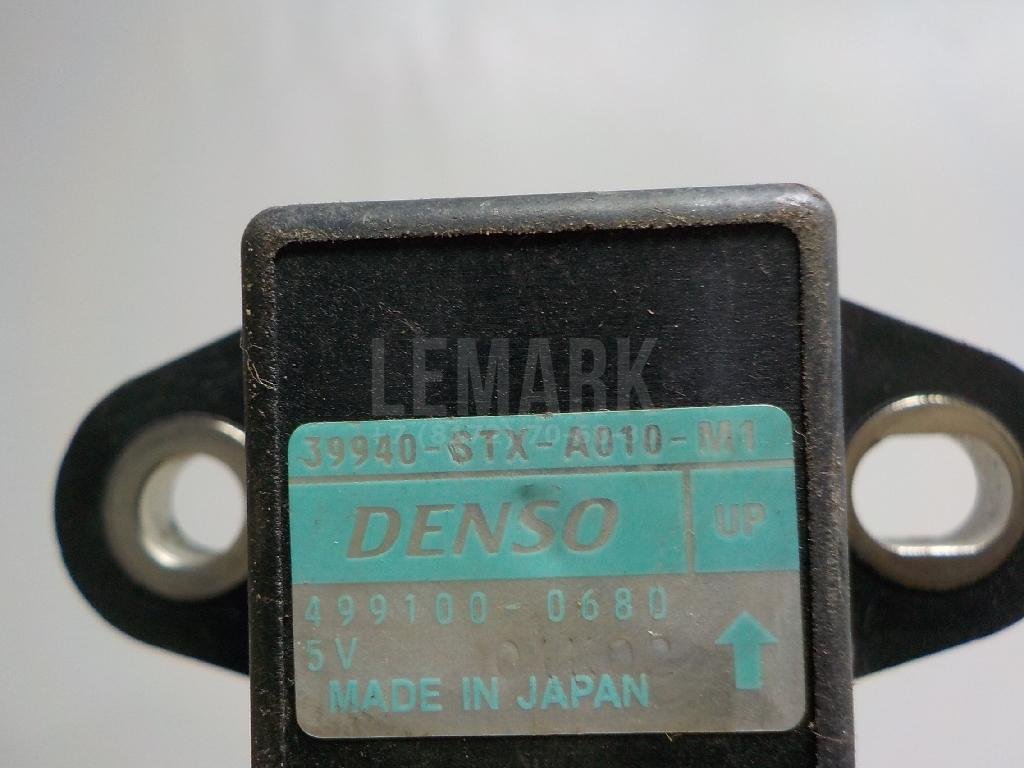 LEMARK
39940-STX-A010-M1
DENSO
UP
499100-0680
5V
MADE IN JAPAN